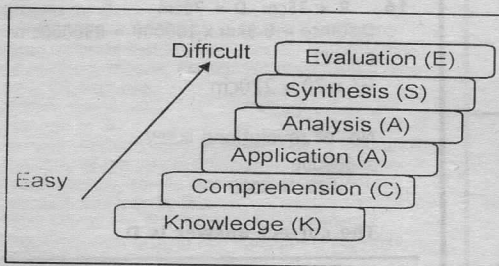 Difficult
Evaluation (E)
Synthesis (S)
Analysis (A)
Application (A)
Easy
Comprehension (C)
Knowledge (K)